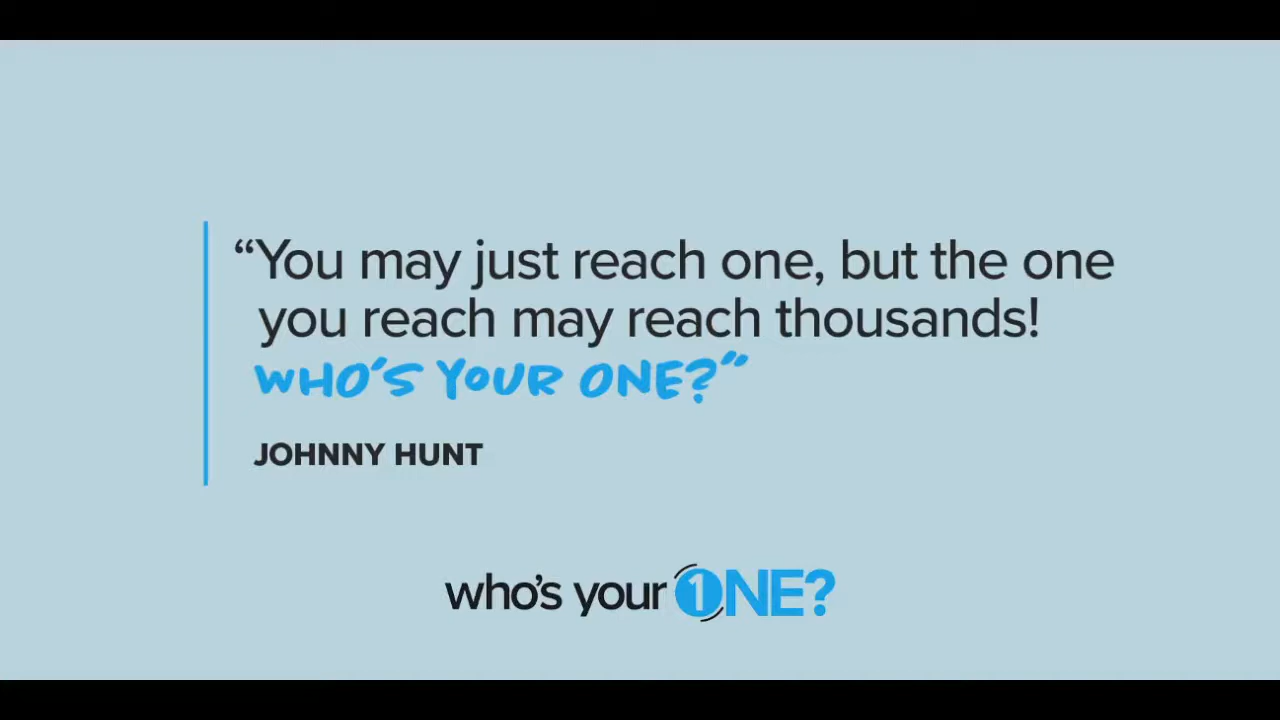 “You may just reach one, but the one
you reach may reach thousands!
WHO’S YOUR ONE?”
JOHNNY HUNT
who’s your 1NE?